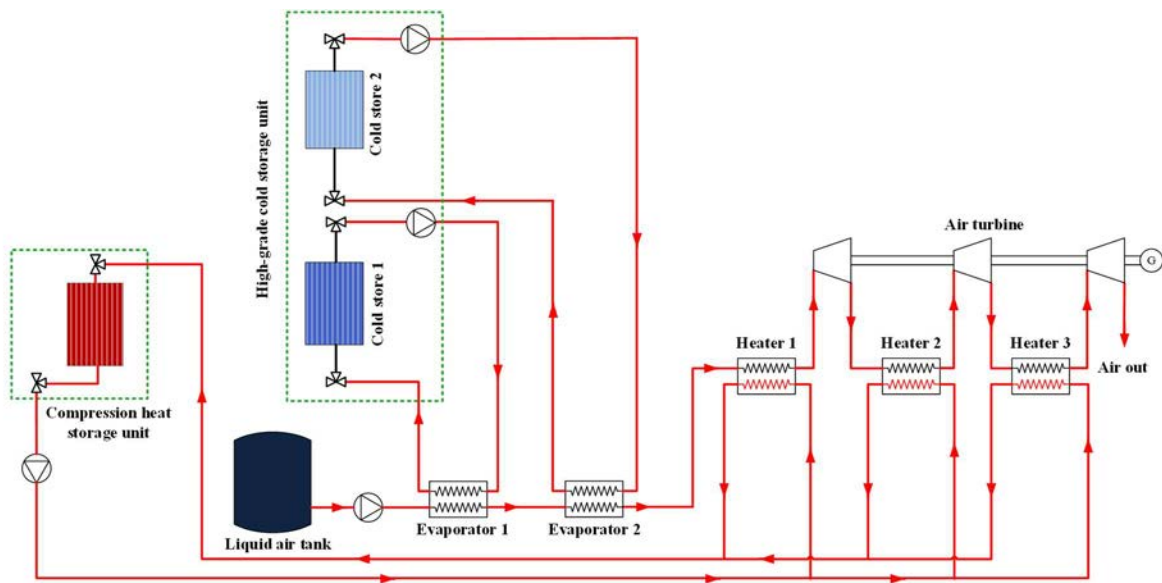 Cold store 2
High-grade cold storage unit
Cold store 1
Air turbine
G
Heater 1
Heater 2
Heater 3
Air out
Compression heat
storage unit
Liquid air tank
Evaporator 1
Evaporator 2